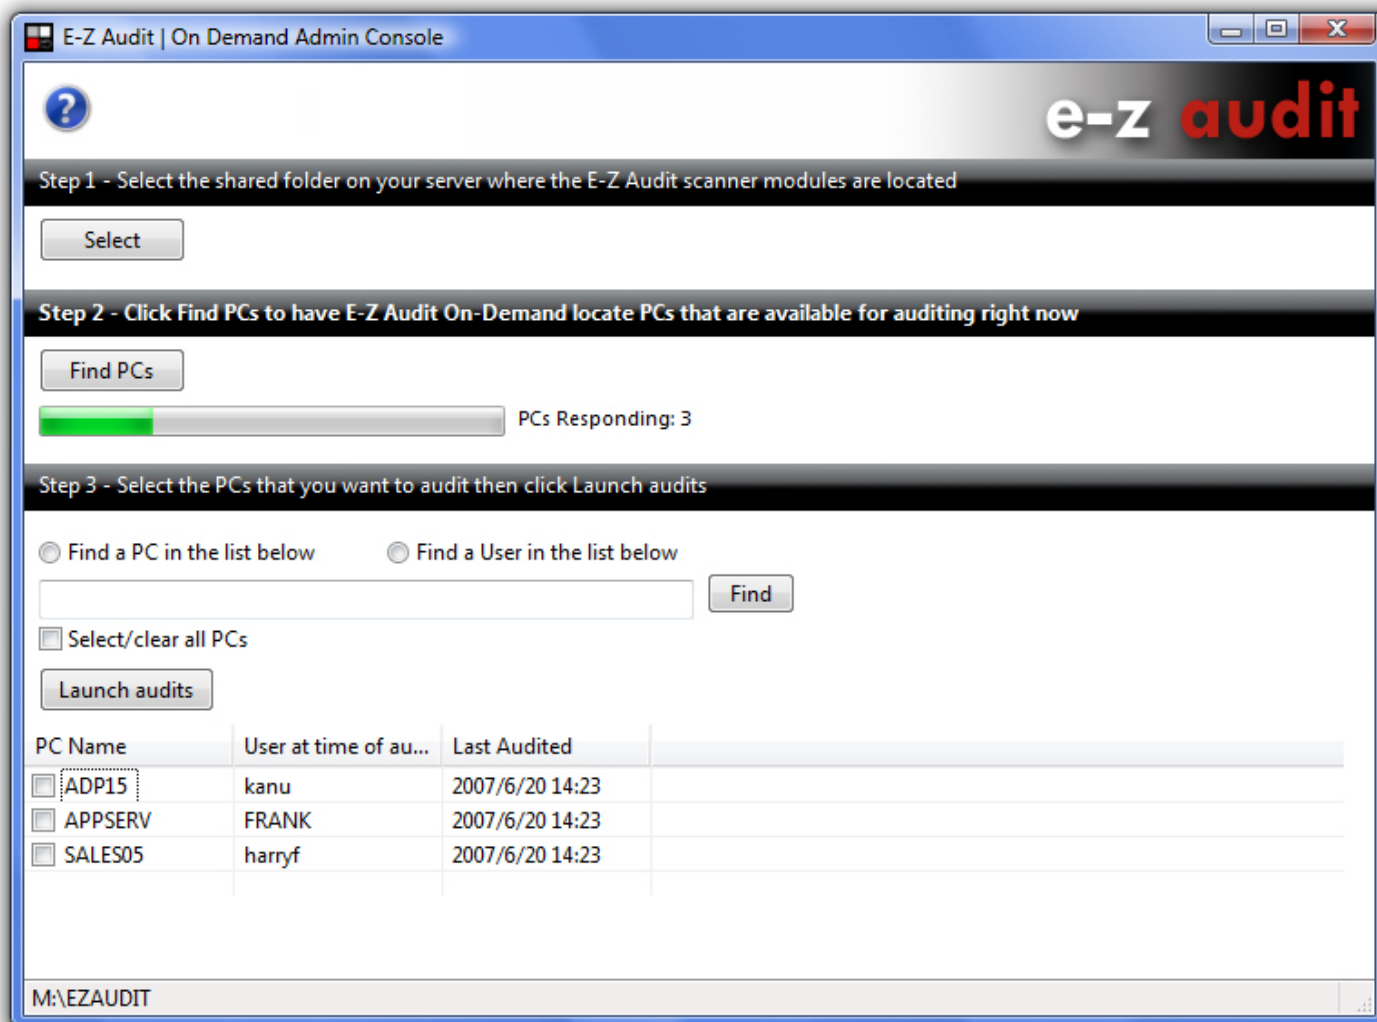 E-Z Audit | On Demand Admin Console
?
e-z audit
Step 1 - Select the shared folder on your server where the E-Z Audit scanner modules are located
Select
Step 2 - Click Find PCs to have E-Z Audit On-Demand locate PCs that are available for auditing right now
Find PCs
PCs Responding: 3
Step 3 - Select the PCs that you want to audit then click Launch audits
Find a PC in the list below Find a User in the list below
Find
Select/clear all PCs
Launch audits
PC Name User at time of au... Last Audited
ADP15 kanu 2007/6/20 14:23
APPSERV FRANK 2007/6/20 14:23
SALES05 harryf 2007/6/20 14:23
M:\EZAUDIT